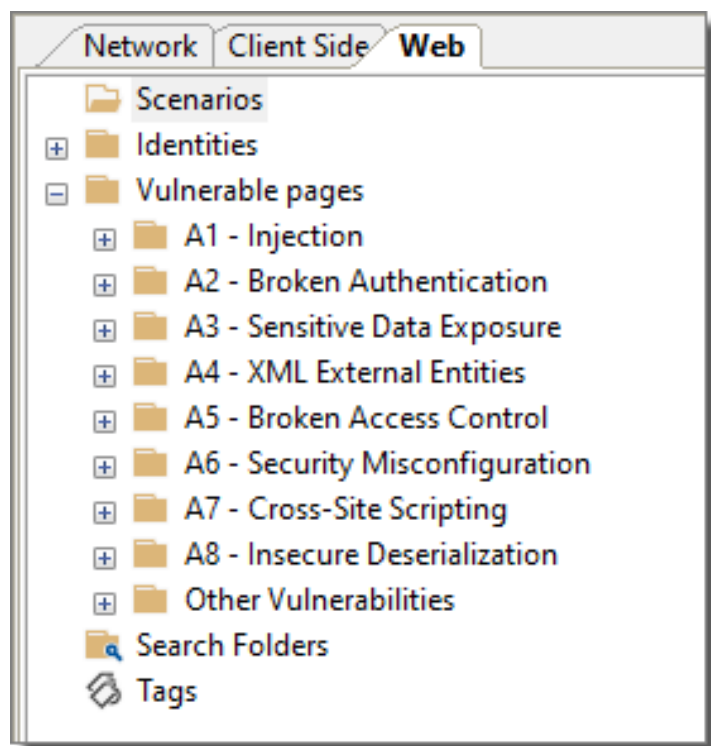 Network Client Side Web
Scenarios
Identities
Vulnerable pages
A1 - Injection
A2 - Broken Authentication
A3 - Sensitive Data Exposure
A4 - XML External Entities
A5 - Broken Access Control
A6 - Security Misconfiguration
A7 - Cross-Site Scripting
A8 - Insecure Deserialization
Other Vulnerabilities
Search Folders
Tags